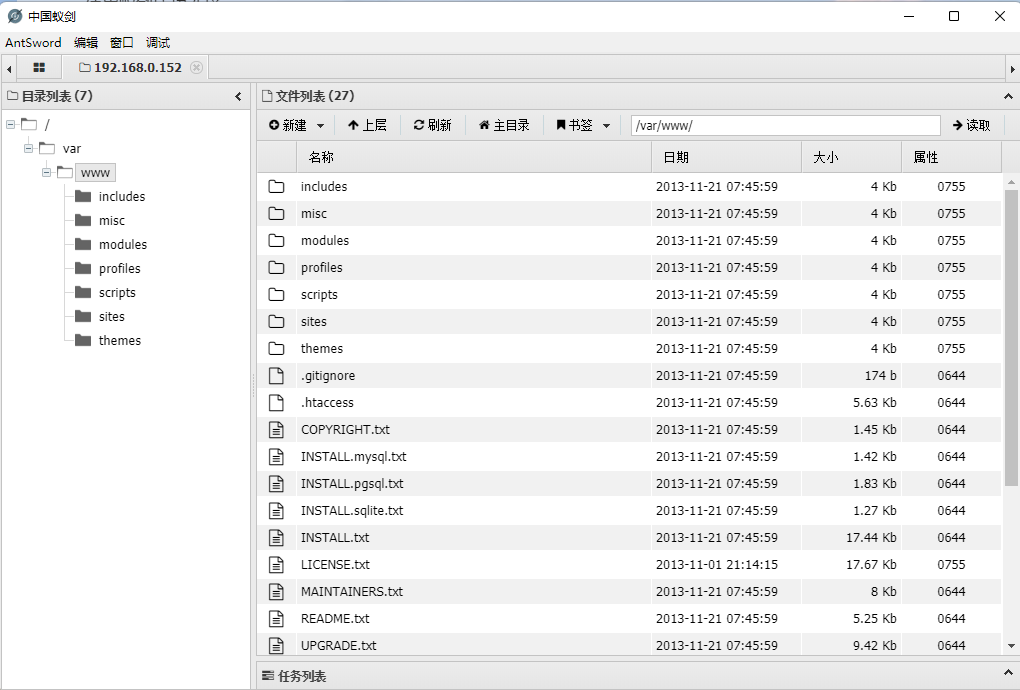 中国蚁剑
AntSword 编辑 窗口 调试
192.168.0.152
目录列表 (7)
/
var
www
includes
misc
modules
profiles
scripts
sites
themes
文件列表 (27)
新建 上层 刷新 主目录 书签 /var/www/ 读取
名称 日期 大小 属性
includes 2013-11-21 07:45:59 4 Kb 0755
misc 2013-11-21 07:45:59 4 Kb 0755
modules 2013-11-21 07:45:59 4 Kb 0755
profiles 2013-11-21 07:45:59 4 Kb 0755
scripts 2013-11-21 07:45:59 4 Kb 0755
sites 2013-11-21 07:45:59 4 Kb 0755
themes 2013-11-21 07:45:59 4 Kb 0755
.gitignore 2013-11-21 07:45:59 174 b 0644
.htaccess 2013-11-21 07:45:59 5.63 Kb 0644
COPYRIGHT.txt 2013-11-21 07:45:59 1.45 Kb 0644
INSTALL.mysql.txt 2013-11-21 07:45:59 1.42 Kb 0644
INSTALL.pgsql.txt 2013-11-21 07:45:59 1.83 Kb 0644
INSTALL.sqlite.txt 2013-11-21 07:45:59 1.27 Kb 0644
INSTALL.txt 2013-11-21 07:45:59 17.44 Kb 0644
LICENSE.txt 2013-11-01 21:14:15 17.67 Kb 0755
MAINTAINERS.txt 2013-11-21 07:45:59 8 Kb 0644
README.txt 2013-11-21 07:45:59 5.25 Kb 0644
UPGRADE.txt 2013-11-21 07:45:59 9.42 Kb 0644
任务列表